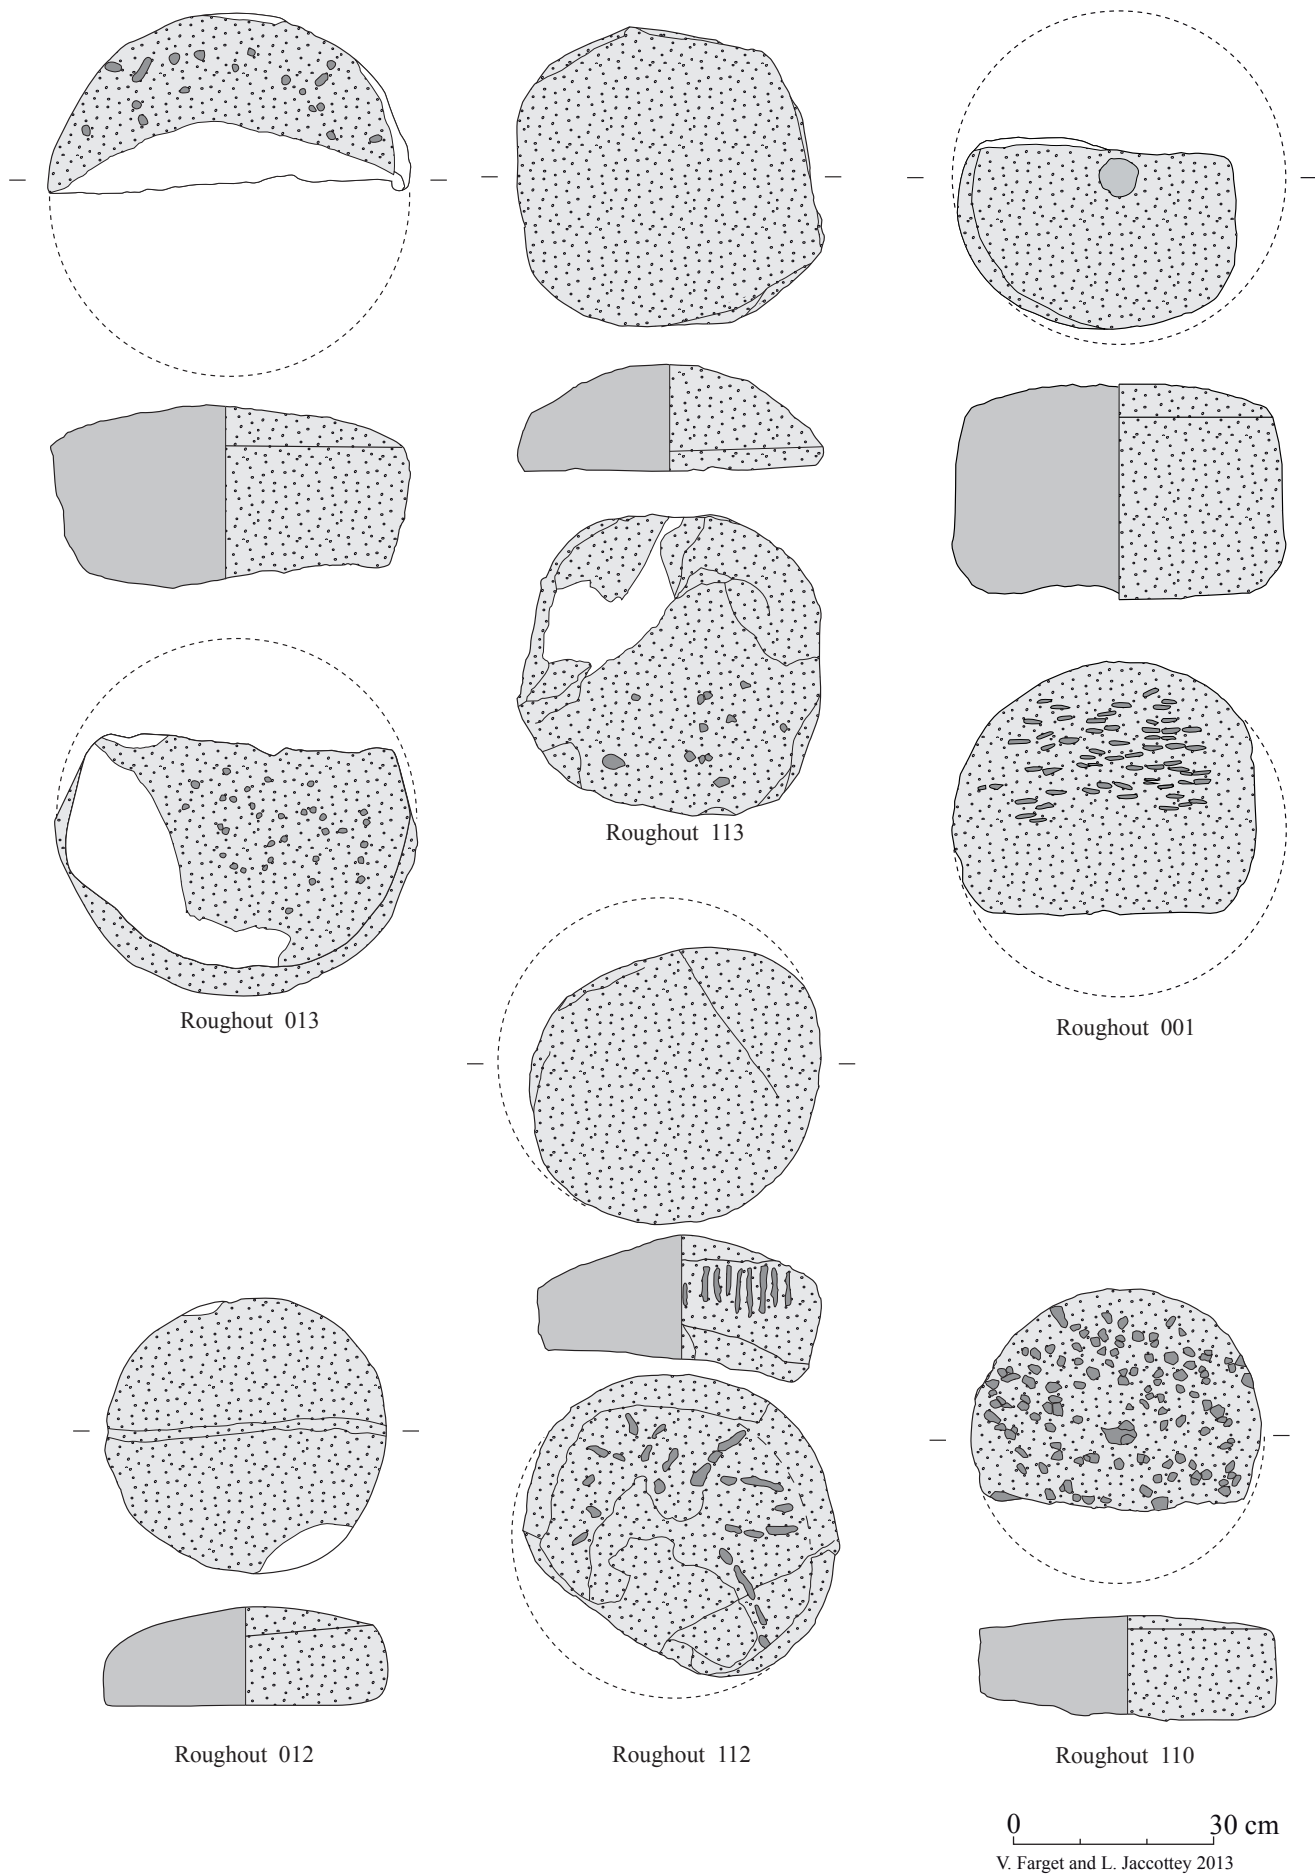 Roughout 113
Roughout 013
Roughout 001
Roughout 012
Roughout 112
Roughout 110
0 30 cm
V. Farget and L. Jaccottey 2013